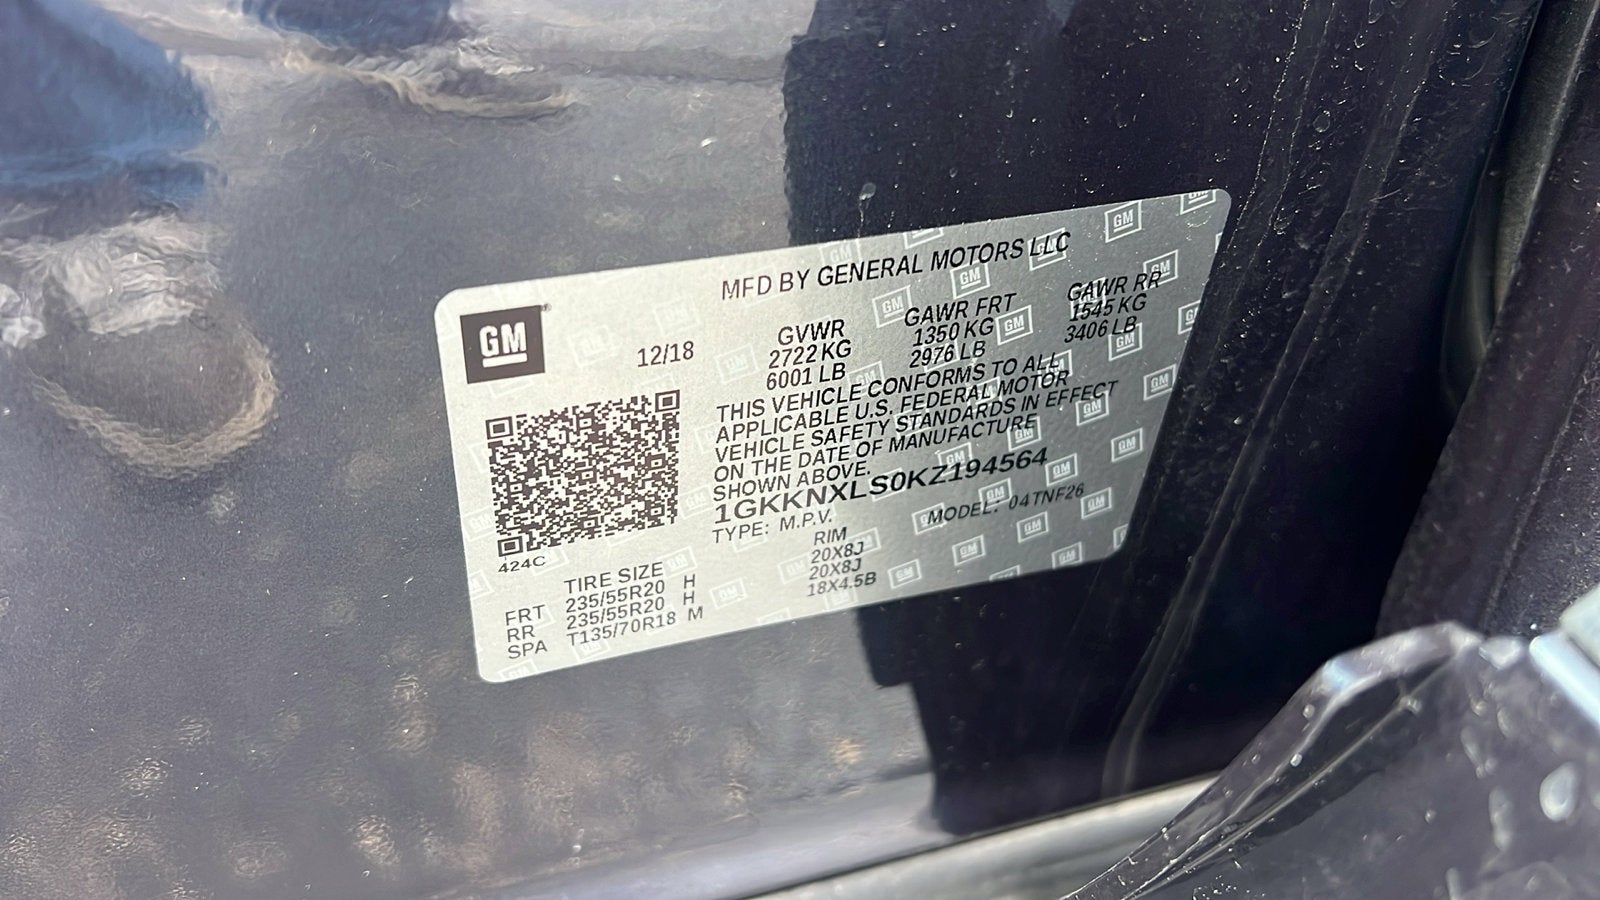 MFD BY GENERAL MOTORS LLC
GM
12/18
GVWR GAWR FRT GAWR RR
2722 KG 1350 KG 1545 KG
6001 LB 2976 LB 3406 LB
THIS VEHICLE CONFORMS TO ALL
APPLICABLE U.S. FEDERAL MOTOR
VEHICLE SAFETY STANDARDS IN EFFECT
ON THE DATE OF MANUFACTURE
SHOWN ABOVE.
1GKKNXLS0KZ194564
TYPE: M.P.V. MODEL: 04TNF26
424C
TIRE SIZE RIM
FRT 235/55R20 H 20X8J
RR 235/55R20 H 20X8J
SPA T135/70R18 M 18X4.5B